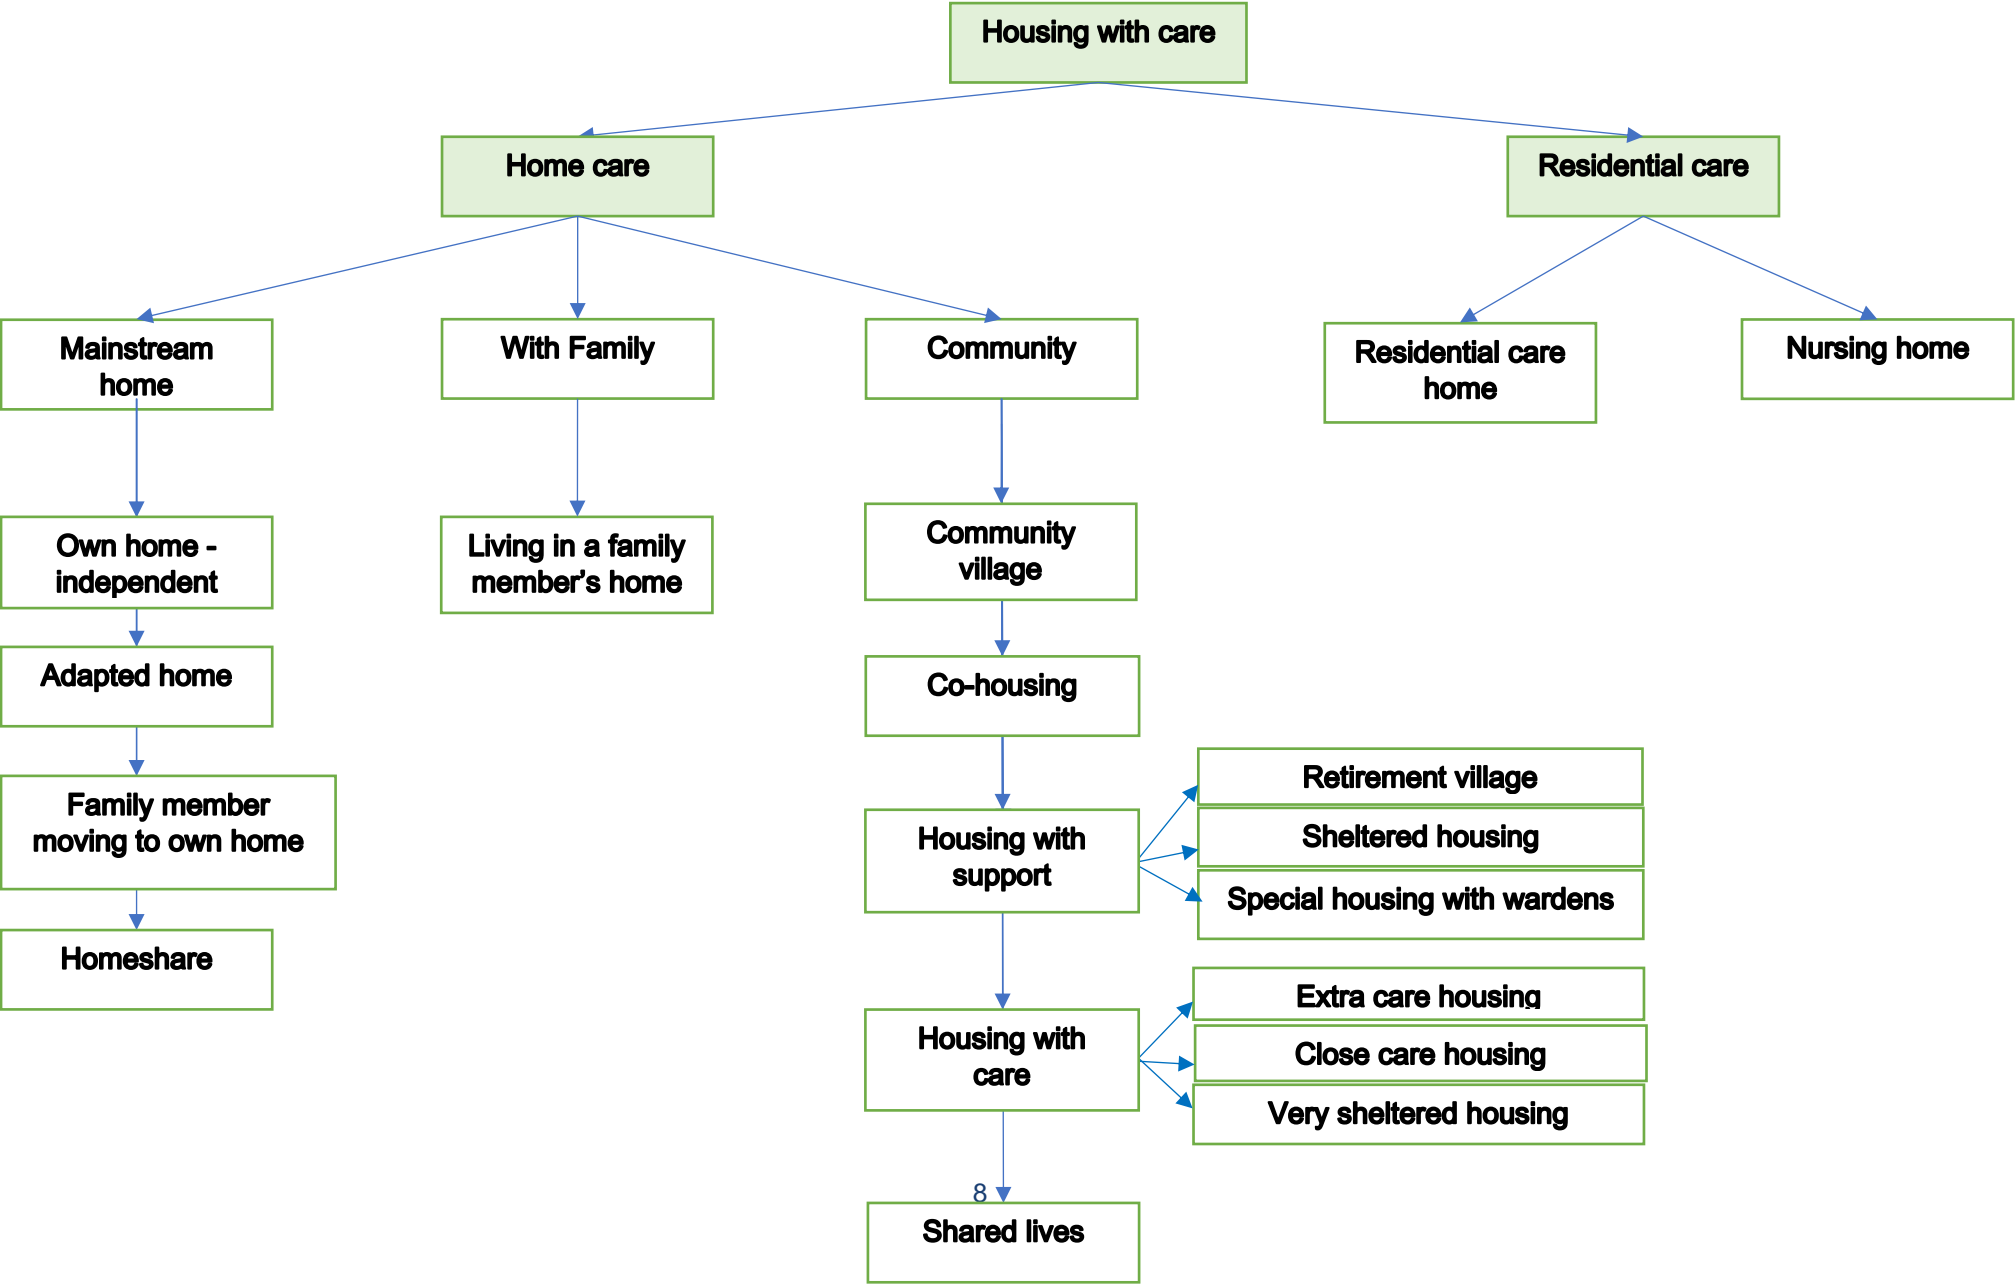 Housing with care
Home care
Residential care
Mainstream
home
With Family
Community
Residential care
home
Nursing home
Own home -
independent
Living in a family
member’s home
Community
village
Adapted home
Co-housing
Family member
moving to own home
Housing with
support
Retirement village
Sheltered housing
Special housing with wardens
Homeshare
Housing with
care
Extra care housing
Close care housing
Very sheltered housing
8
Shared lives